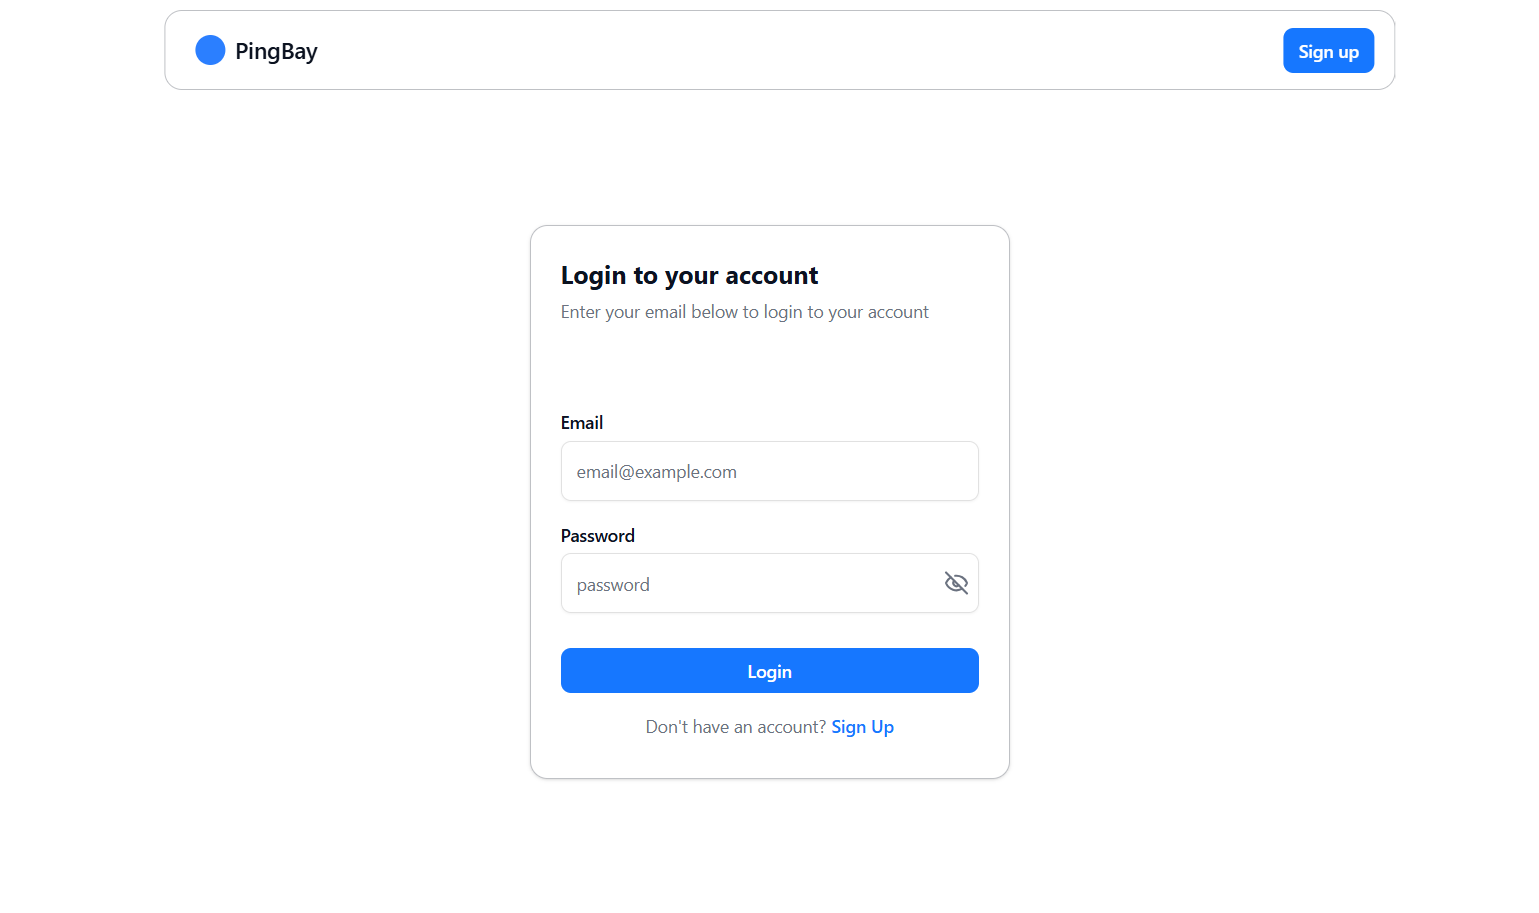 PingBay
Sign up
Login to your account
Enter your email below to login to your account
Email
email@example.com
Password
password
Login
Don't have an account? Sign Up